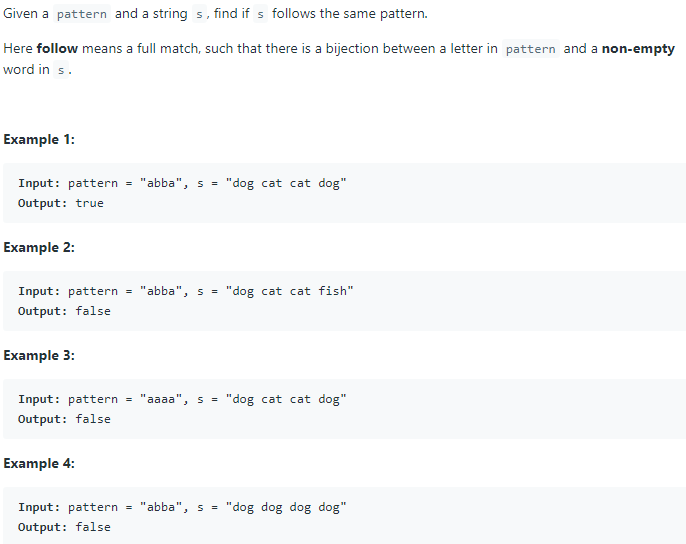 Given a pattern and a string s, find if s follows the same pattern.
Here follow means a full match, such that there is a bijection between a letter in pattern and a non-empty
word in s.
Example 1:
Input: pattern = "abba", s = "dog cat cat dog"
Output: true
Example 2:
Input: pattern = "abba", s = "dog cat cat fish"
Output: false
Example 3:
Input: pattern = "aaaa", s = "dog cat cat dog"
Output: false
Example 4:
Input: pattern = "abba", s = "dog dog dog dog"
Output: false